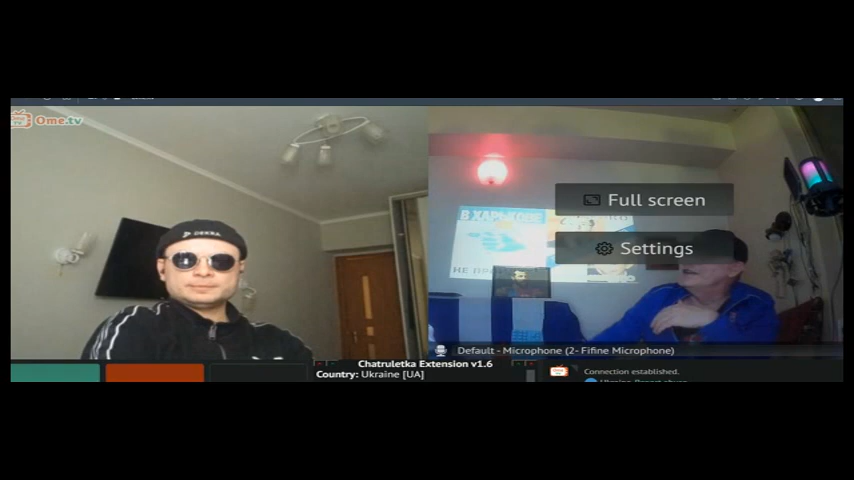 Ome.tv
DEKRA
Full screen
В ХАРЬКОВЕ
Settings
Default - Microphone (2- Fifine Microphone)
Chatruletka Extension v1.6
Country: Ukraine [UA]
Connection established.